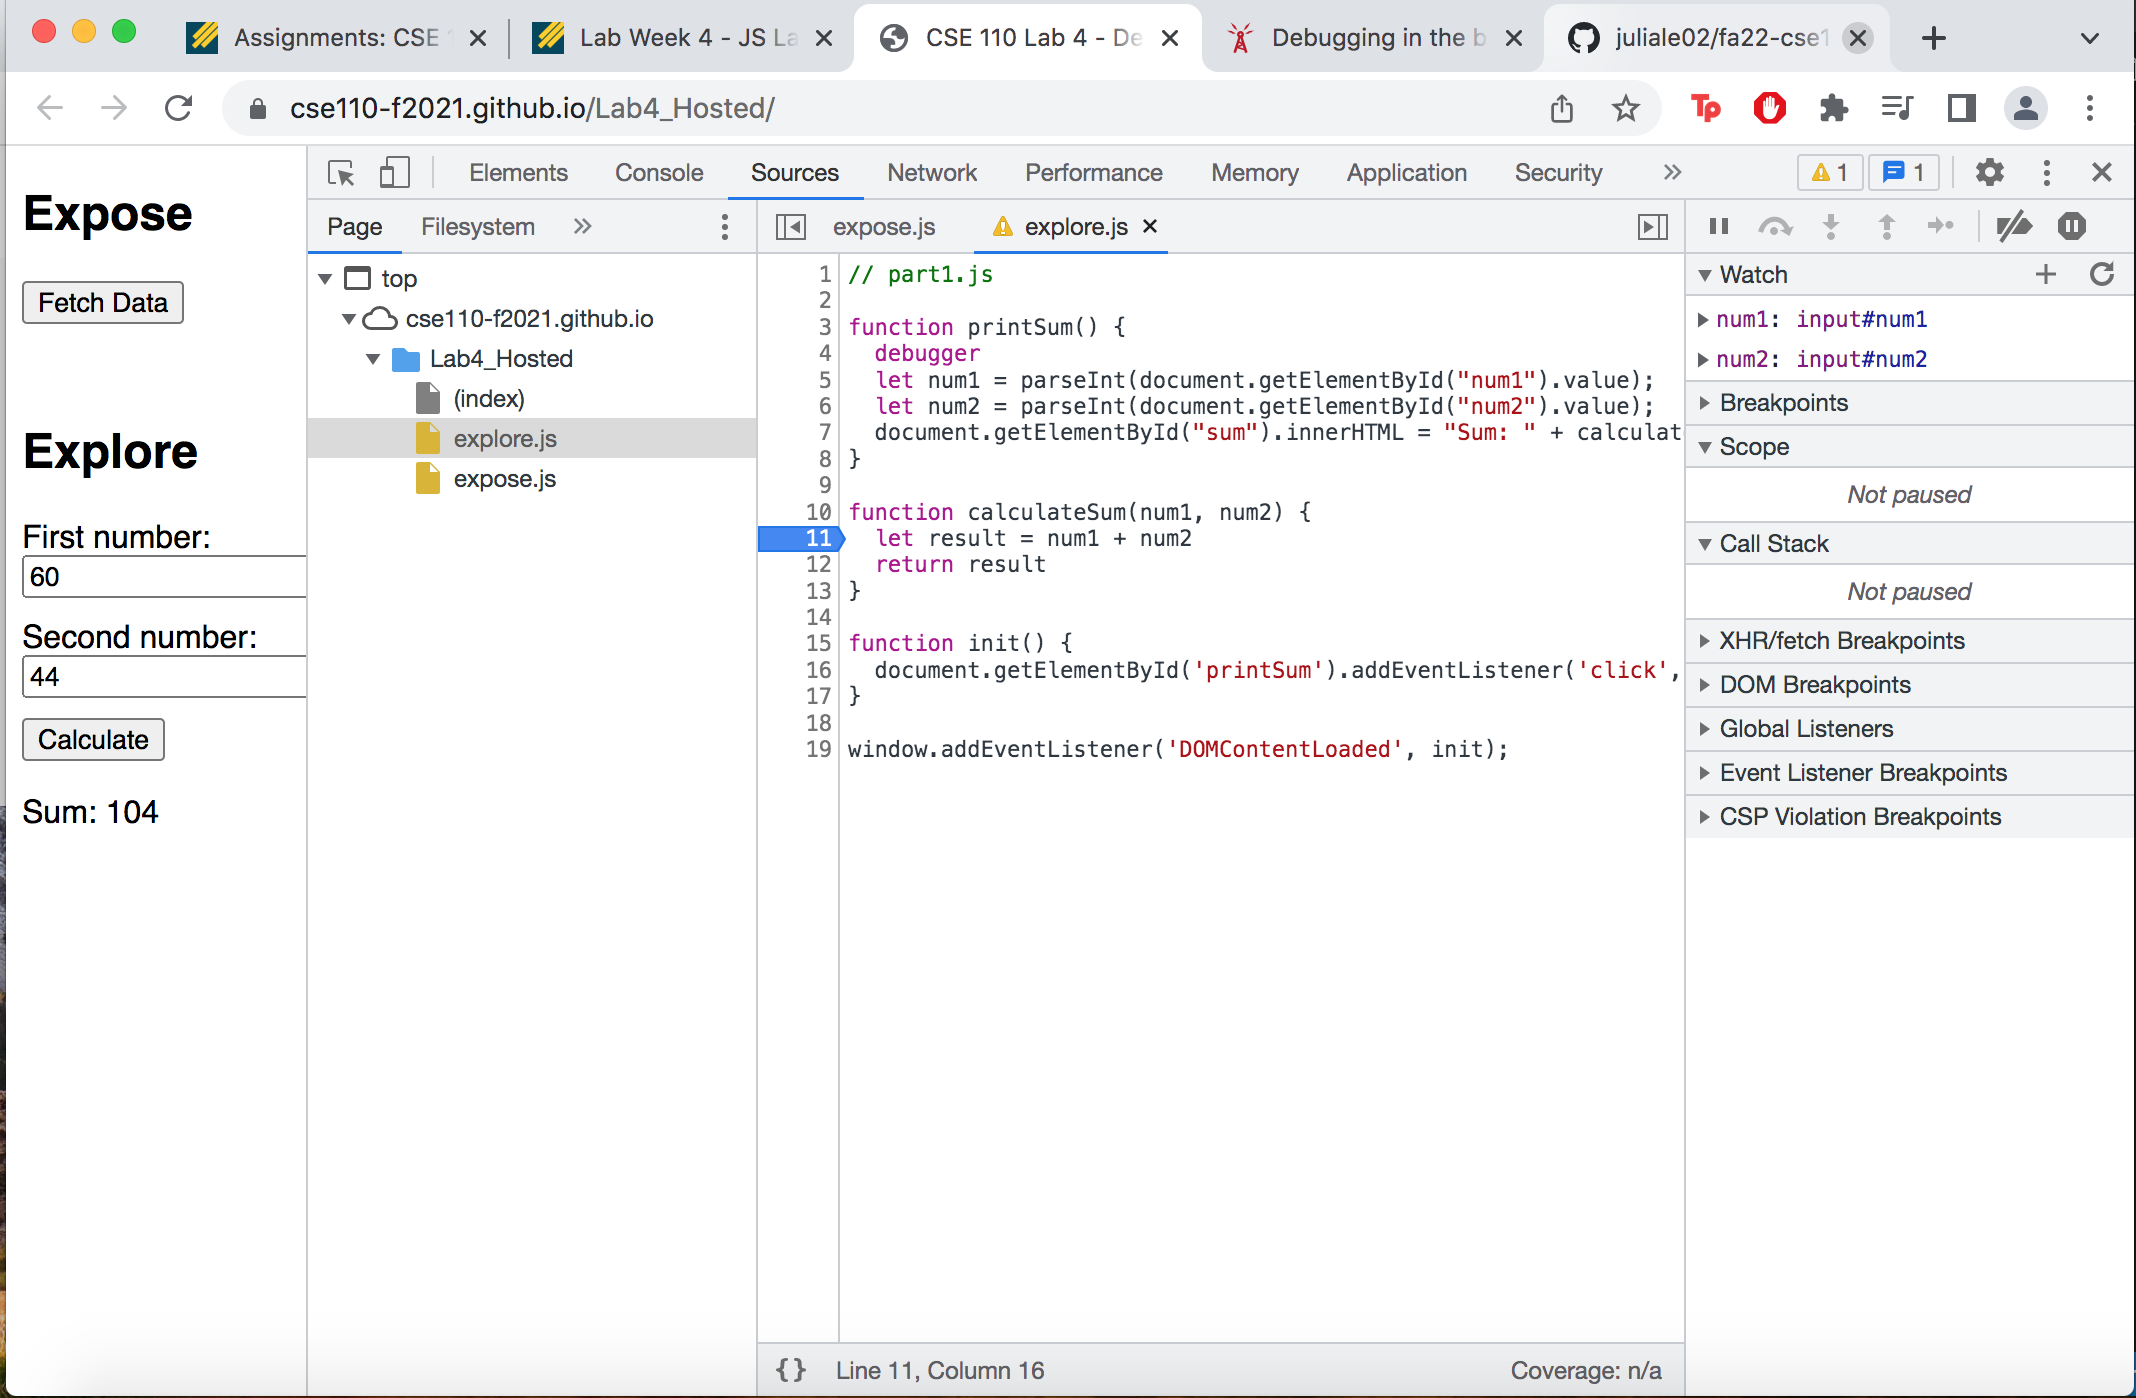 Assignments: CSE
Lab Week 4 - JS La
CSE 110 Lab 4 - De
Debugging in the b
juliale02/fa22-cse1
cse110-f2021.github.io/Lab4_Hosted/
Tp
Expose
Fetch Data
Explore
First number:
60
Second number:
44
Calculate
Sum: 104
Elements Console Sources Network Performance Memory Application Security » 1 1
Page Filesystem »
top
cse110-f2021.github.io
Lab4_Hosted
(index)
explore.js
expose.js
expose.js explore.js
1 // part1.js
2
3 function printSum() {
4 debugger
5 let num1 = parseInt(document.getElementById("num1").value);
6 let num2 = parseInt(document.getElementById("num2").value);
7 document.getElementById("sum").innerHTML = "Sum: " + calculat
8 }
9
10 function calculateSum(num1, num2) {
11 let result = num1 + num2
12 return result
13 }
14
15 function init() {
16 document.getElementById('printSum').addEventListener('click',
17 }
18
19 window.addEventListener('DOMContentLoaded', init);
{} Line 11, Column 16
Coverage: n/a
Watch
num1: input#num1
num2: input#num2
Breakpoints
Scope
Not paused
Call Stack
Not paused
XHR/fetch Breakpoints
DOM Breakpoints
Global Listeners
Event Listener Breakpoints
CSP Violation Breakpoints